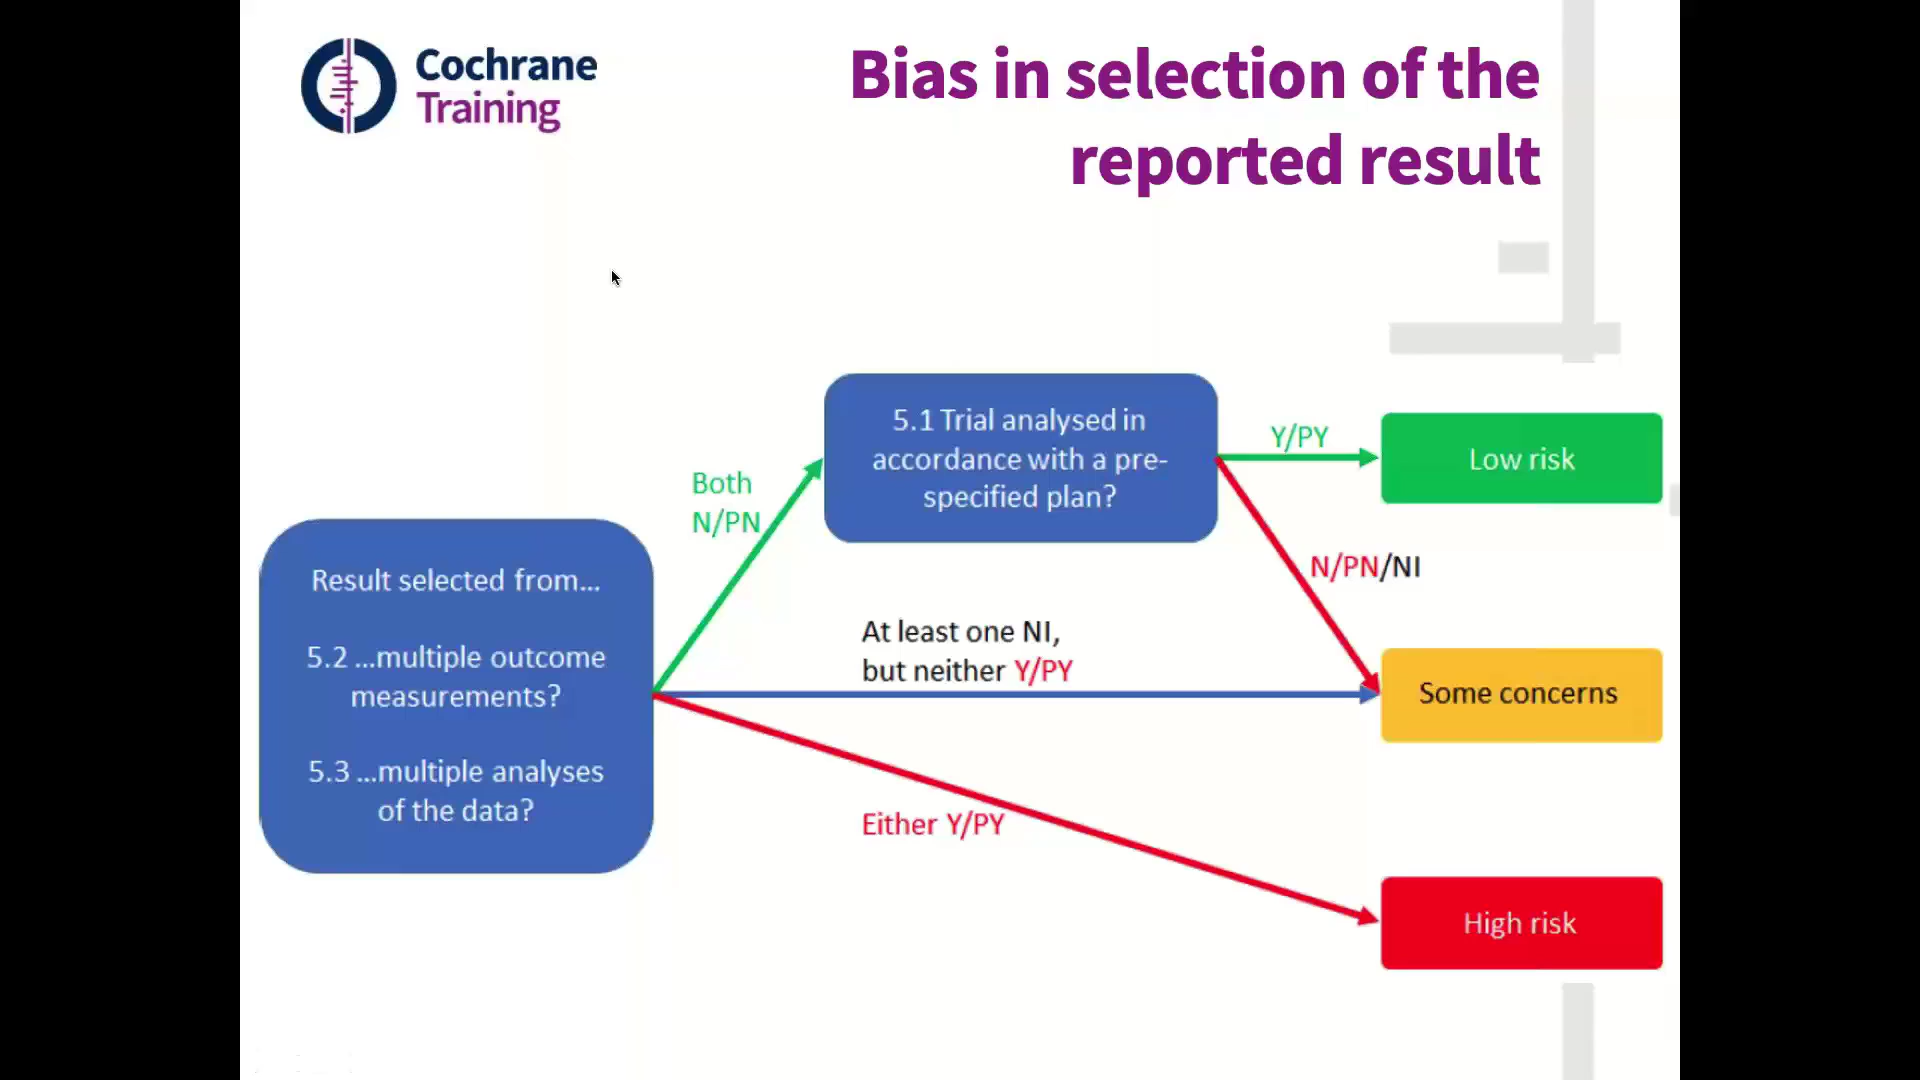 Cochrane
Training
Bias in selection of the
reported result
5.1 Trial analysed in
accordance with a pre-
specified plan?
Y/PY
Low risk
Both
N/PN
N/PN/NI
Result selected from...
5.2 ...multiple outcome
measurements?
5.3 ...multiple analyses
of the data?
At least one NI,
but neither Y/PY
Some concerns
Either Y/PY
High risk